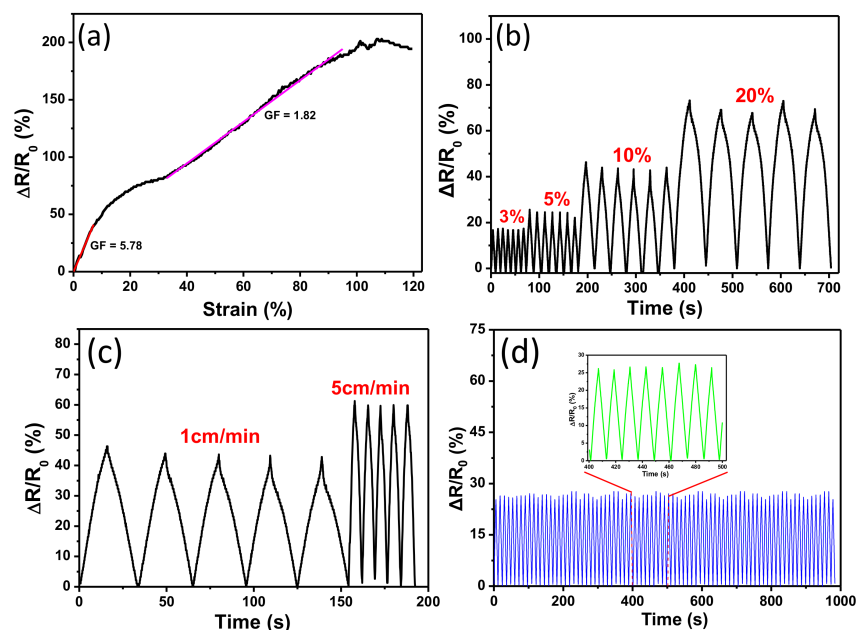 (a)
200
150
100
50
0
ΔR/R0 (%)
GF = 5.78
GF = 1.82
0 20 40 60 80 100 120
Strain (%)
(b)
100
80
60
40
20
0
ΔR/R0 (%)
3%
5%
10%
20%
0 100 200 300 400 500 600 700
Time (s)
(c)
80
70
60
50
40
30
20
10
0
ΔR/R0 (%)
1cm/min
5cm/min
0 50 100 150 200
Time (s)
(d)
75
60
45
30
15
0
ΔR/R0 (%)
30
25
20
15
10
5
0
ΔR/R0 (%)
400 420 440 460 480 500
Time (s)
0 200 400 600 800 1000
Time (s)